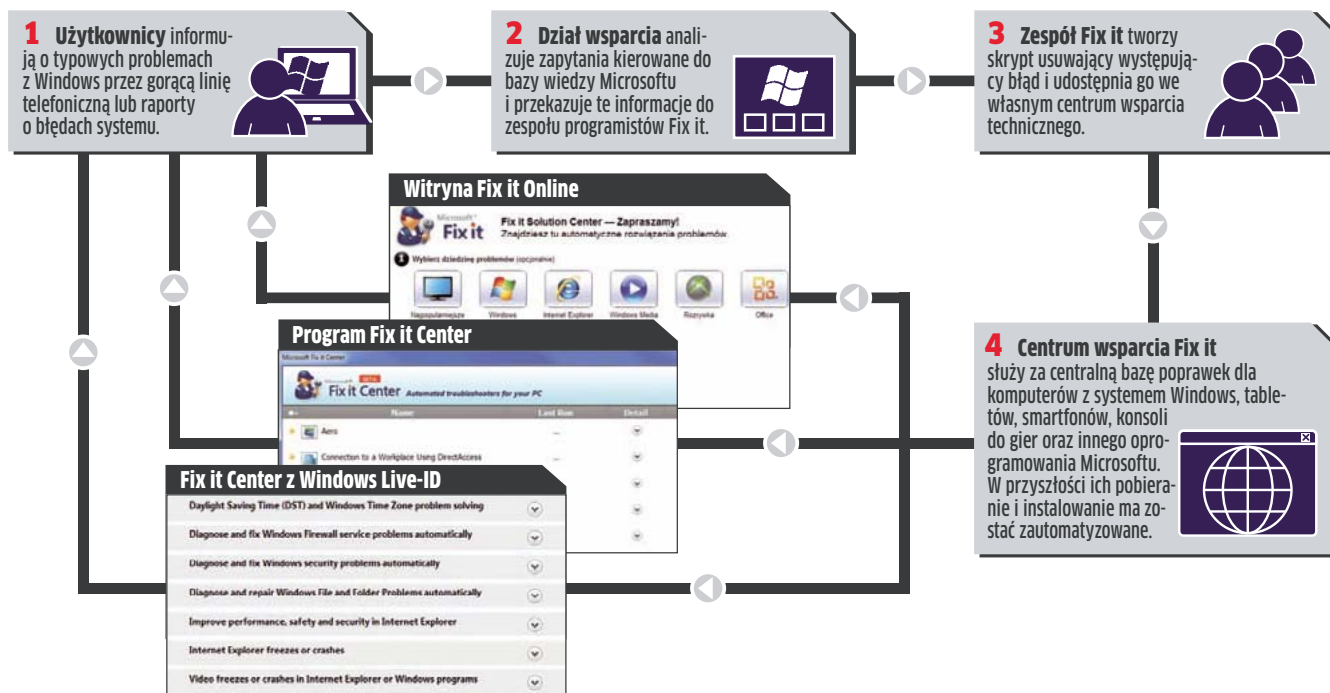 1 Użytkownicy informu-
ją o typowych problemach
z Windows przez gorącą linię
telefoniczną lub raporty
o błędach systemu.
2 Dział wsparcia anali-
zuje zapytania kierowane do
bazy wiedzy Microsoftu
i przekazuje te informacje do
zespołu programistów Fix it.
3 Zespół Fix it tworzy
skrypt usuwający występują-
cy błąd i udostępnia go we
własnym centrum wsparcia
technicznego.
Witryna Fix it Online
Microsoft
Fix it
Fix it Solution Center — Zapraszamy!
Znajdziesz tu automatyczne rozwiązania problemów.
1 Wybierz dziedzinę problemów (opcjonalnie)
Najpopularniejsze Windows Internet Explorer Windows Media Rozrywka Office
Program Fix it Center
Microsoft Fix it Center
BETA
Fix it Center Automated troubleshooters for your PC
Name Last Run Detail
Aero
Connection to a Workplace Using DirectAccess
Fix it Center z Windows Live-ID
Daylight Saving Time (DST) and Windows Time Zone problem solving
Diagnose and fix Windows Firewall service problems automatically
Diagnose and fix Windows security problems automatically
Diagnose and repair Windows File and Folder Problems automatically
Improve performance, safety and security in Internet Explorer
Internet Explorer freezes or crashes
Video freezes or crashes in Internet Explorer or Windows programs
4 Centrum wsparcia Fix it
służy za centralną bazę poprawek dla
komputerów z systemem Windows, table-
tów, smartfonów, konsoli
do gier oraz innego opro-
gramowania Microsoftu.
W przyszłości ich pobiera-
nie i instalowanie ma zo-
stać zautomatyzowane.